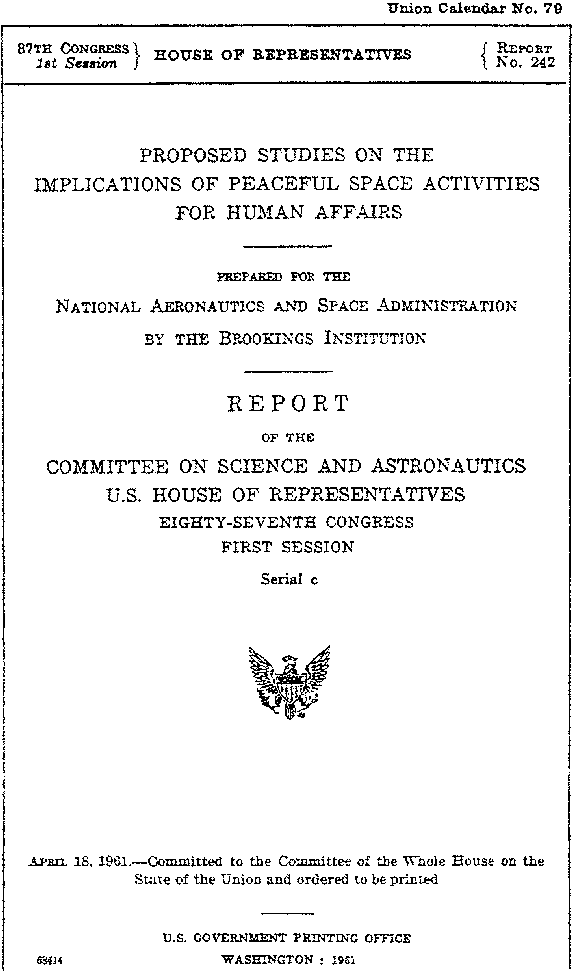 Union Calendar No. 79
87TH CONGRESS } HOUSE OF REPRESENTATIVES { REPORT
1st Session } { No. 242
PROPOSED STUDIES ON THE
IMPLICATIONS OF PEACEFUL SPACE ACTIVITIES
FOR HUMAN AFFAIRS
PREPARED FOR THE
NATIONAL AERONAUTICS AND SPACE ADMINISTRATION
BY THE BROOKINGS INSTITUTION
REPORT
OF THE
COMMITTEE ON SCIENCE AND ASTRONAUTICS
U.S. HOUSE OF REPRESENTATIVES
EIGHTY-SEVENTH CONGRESS
FIRST SESSION
Serial c
APRIL 18, 1961.—Committed to the Committee of the Whole House on the
State of the Union and ordered to be printed
U.S. GOVERNMENT PRINTING OFFICE
63414 WASHINGTON : 1961